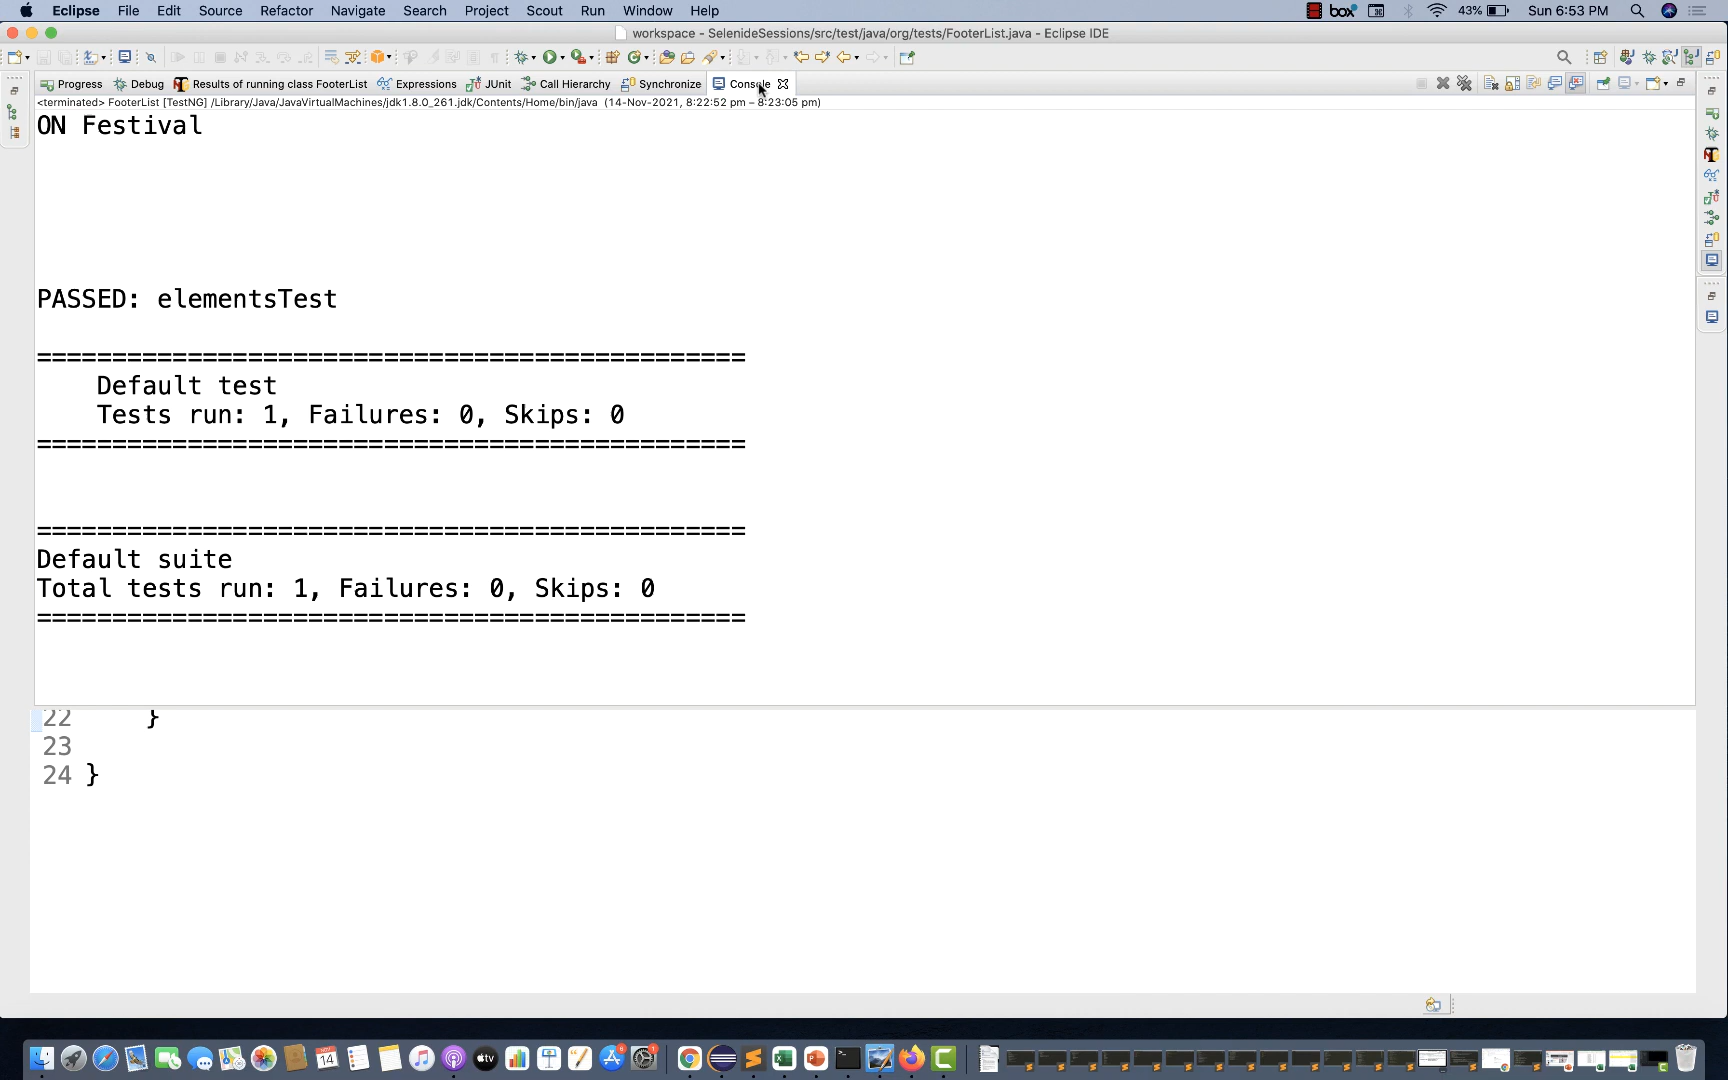 Eclipse File Edit Source Refactor Navigate Search Project Scout Run Window Help box 43% Sun 6:53 PM
workspace - SelenideSessions/src/test/java/org/tests/FooterList.java - Eclipse IDE
Progress Debug Results of running class FooterList Expressions JUnit Call Hierarchy Synchronize Console
<terminated> FooterList [TestNG] /Library/Java/JavaVirtualMachines/jdk1.8.0_261.jdk/Contents/Home/bin/java (14-Nov-2021, 8:22:52 pm – 8:23:05 pm)
ON Festival
PASSED: elementsTest
===============================================
Default test
Tests run: 1, Failures: 0, Skips: 0
===============================================
===============================================
Default suite
Total tests run: 1, Failures: 0, Skips: 0
===============================================
22 }
23
24 }